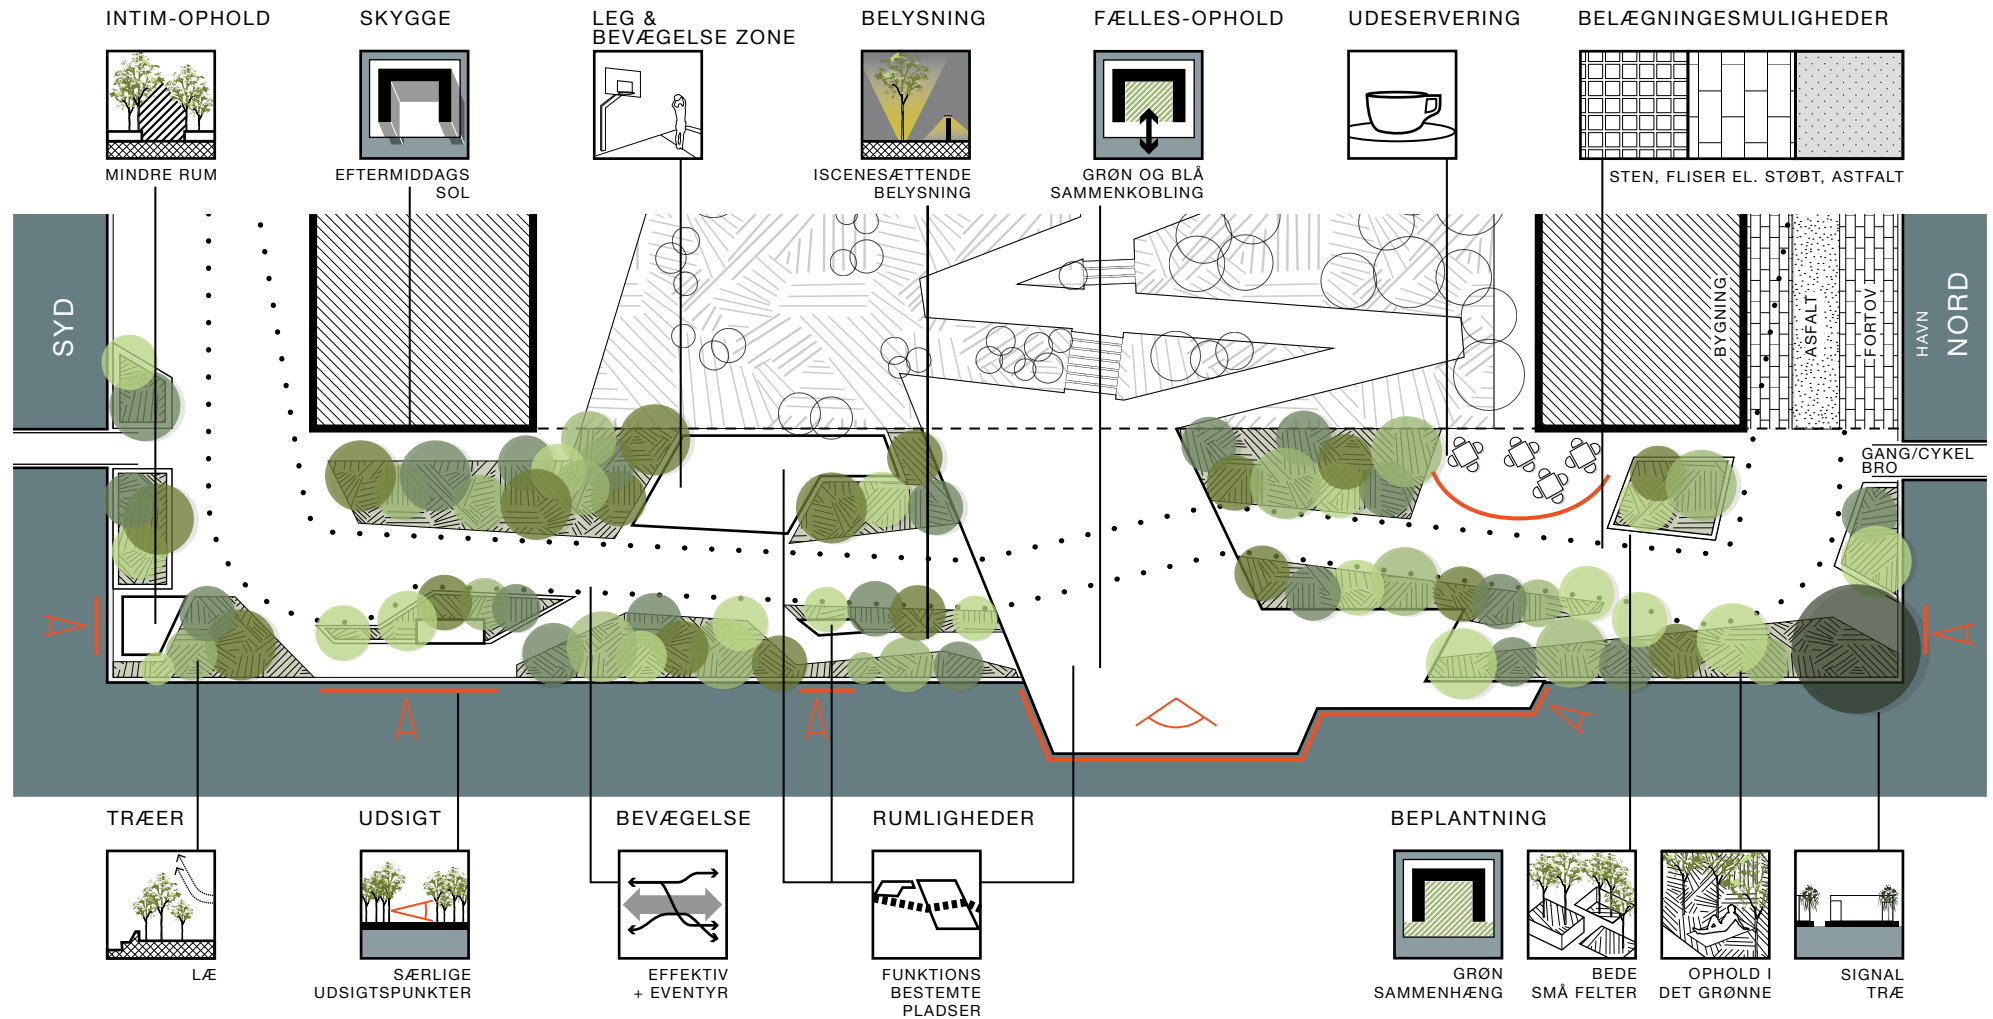 INTIM-OPHOLD
SKYGGE
LEG &
BEVÆGELSE ZONE
BELYSNING
FÆLLES-OPHOLD
UDESERVERING
BELÆGNINGESMULIGHEDER
MINDRE RUM
EFTERMIDDAGS
SOL
ISCENESÆTTENDE
BELYSNING
GRØN OG BLÅ
SAMMENKOBLING
STEN, FLISER EL. STØBT, ASTFALT
SYD
BYGNING
ASFALT
FORTOV
HAVN
NORD
GANG/CYKEL
BRO
TRÆER
UDSIGT
BEVÆGELSE
RUMLIGHEDER
BEPLANTNING
LÆ
SÆRLIGE
UDSIGTSPUNKTER
EFFEKTIV
+ EVENTYR
FUNKTIONS
BESTEMTE
PLADSER
GRØN
SAMMENHÆNG
BEDE
SMÅ FELTER
OPHOLD I
DET GRØNNE
SIGNAL
TRÆ